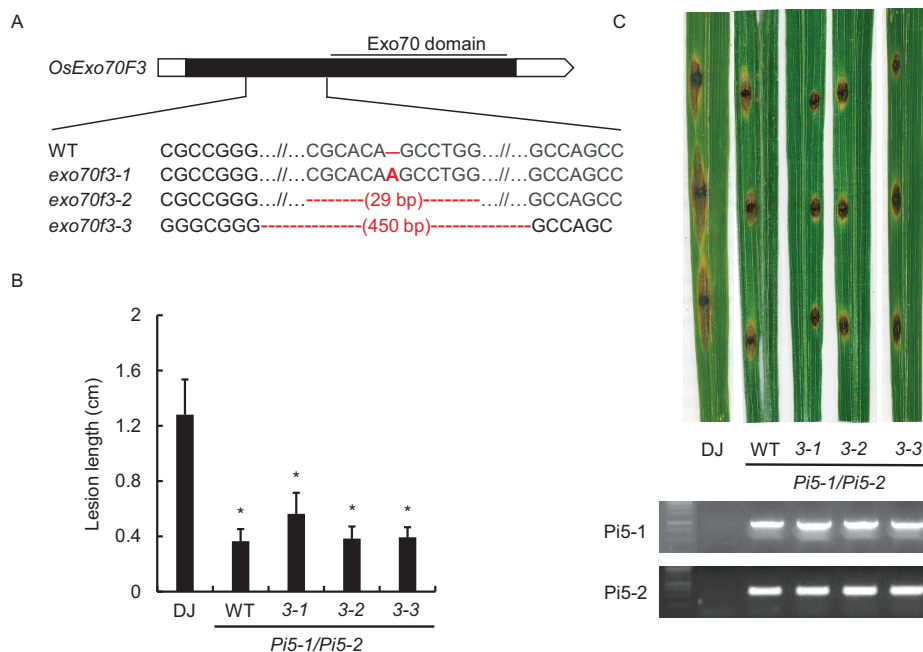 A
Exo70 domain
OsExo70F3
WT CGCCGGG...//...CGCACA–GCCTGG...//...GCCAGCC
exo70f3-1 CGCCGGG...//...CGCACAAGCCTGG...//...GCCAGCC
exo70f3-2 CGCCGGG...//...--------(29 bp)--------...//...GCCAGCC
exo70f3-3 GGGCGGG--------------(450 bp)--------------GCCAGC
B
Lesion length (cm)
2
1.6
1.2
0.8
0.4
0
* * * *
DJ WT 3-1 3-2 3-3
Pi5-1/Pi5-2
C
DJ WT 3-1 3-2 3-3
Pi5-1/Pi5-2
Pi5-1
Pi5-2